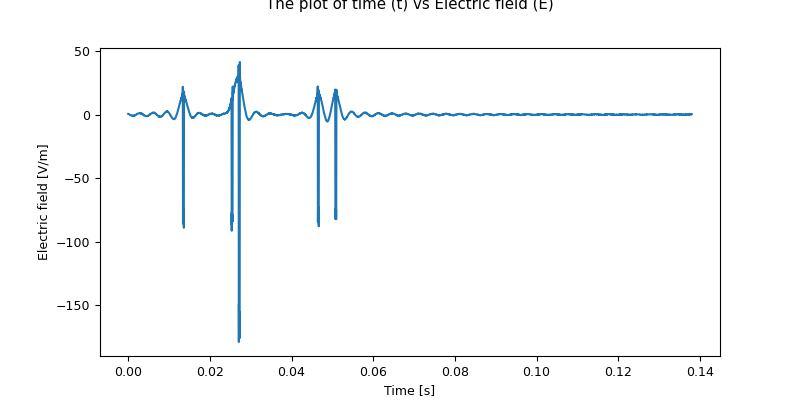 The plot of time (t) vs Electric field (E)
50
0
−50
−100
−150
Electric field [V/m]
0.00 0.02 0.04 0.06 0.08 0.10 0.12 0.14
Time [s]